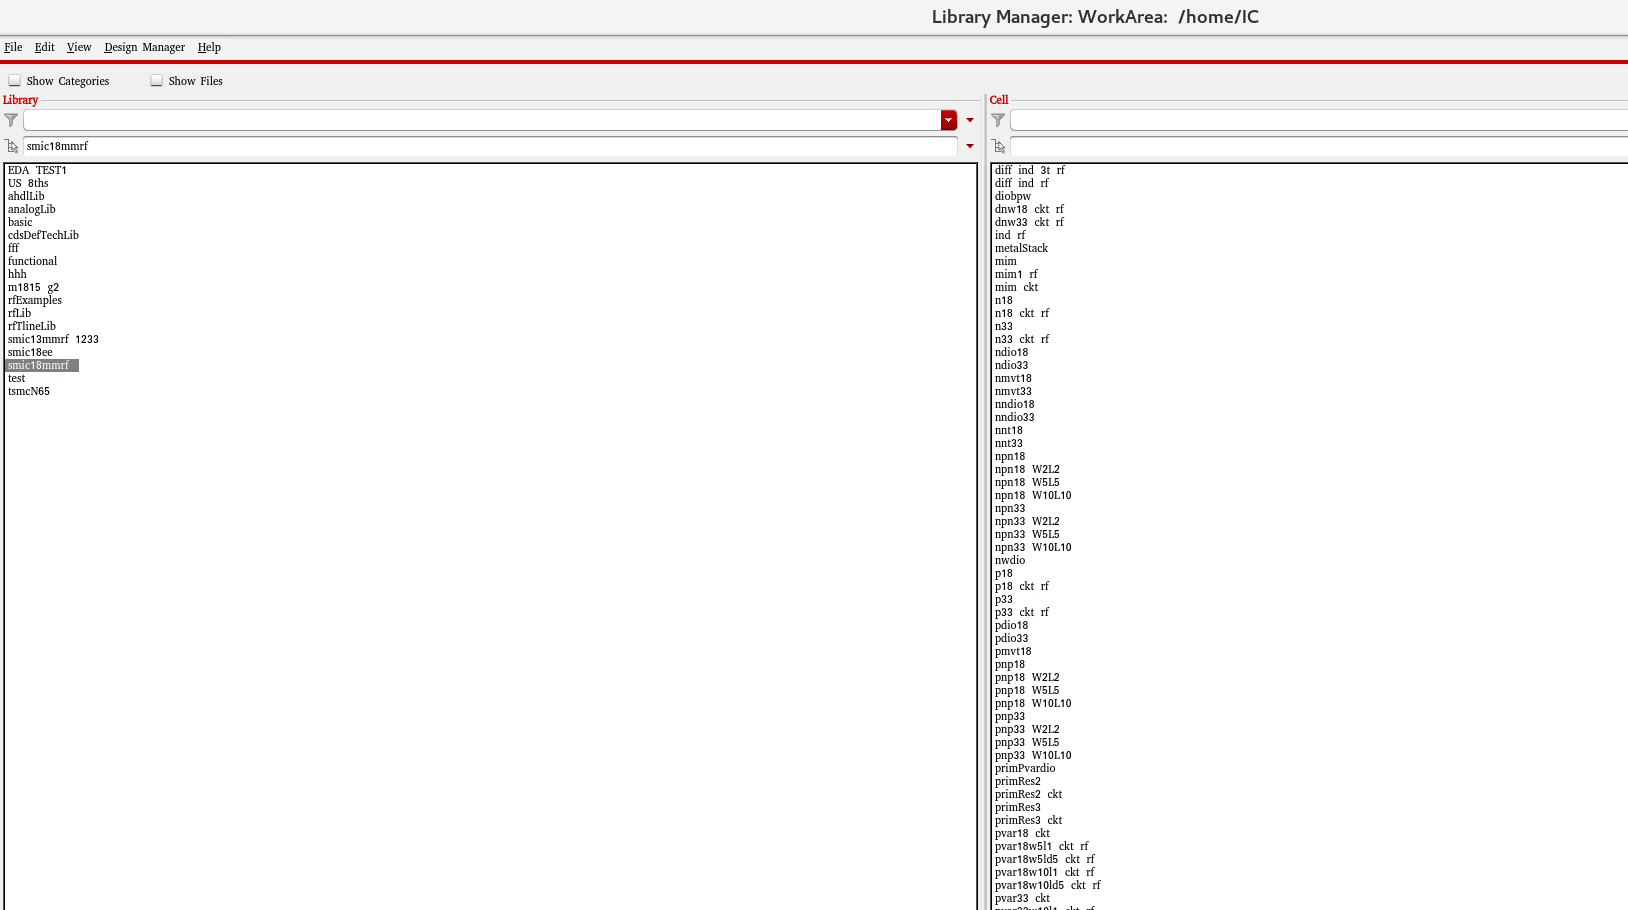 Library Manager: WorkArea:  /home/IC
File Edit View Design Manager Help
Show Categories Show Files
Library
smic18mmrf
EDA TEST1
US 8ths
ahdlLib
analogLib
basic
cdsDefTechLib
fff
functional
hhh
m1815 g2
rfExamples
rfLib
rfTlineLib
smic13mmrf 1233
smic18ee
smic18mmrf
test
tsmcN65
Cell
diff ind 3t rf
diff ind rf
diobpw
dnw18 ckt rf
dnw33 ckt rf
ind rf
metalStack
mim
mim1 rf
mim ckt
n18
n18 ckt rf
n33
n33 ckt rf
ndio18
ndio33
nmvt18
nmvt33
nndio18
nndio33
nnt18
nnt33
npn18
npn18 W2L2
npn18 W5L5
npn18 W10L10
npn33
npn33 W2L2
npn33 W5L5
npn33 W10L10
nwdio
p18
p18 ckt rf
p33
p33 ckt rf
pdio18
pdio33
pmvt18
pnp18
pnp18 W2L2
pnp18 W5L5
pnp18 W10L10
pnp33
pnp33 W2L2
pnp33 W5L5
pnp33 W10L10
primPvardio
primRes2
primRes2 ckt
primRes3
primRes3 ckt
pvar18 ckt
pvar18w5l1 ckt rf
pvar18w5ld5 ckt rf
pvar18w10l1 ckt rf
pvar18w10ld5 ckt rf
pvar33 ckt